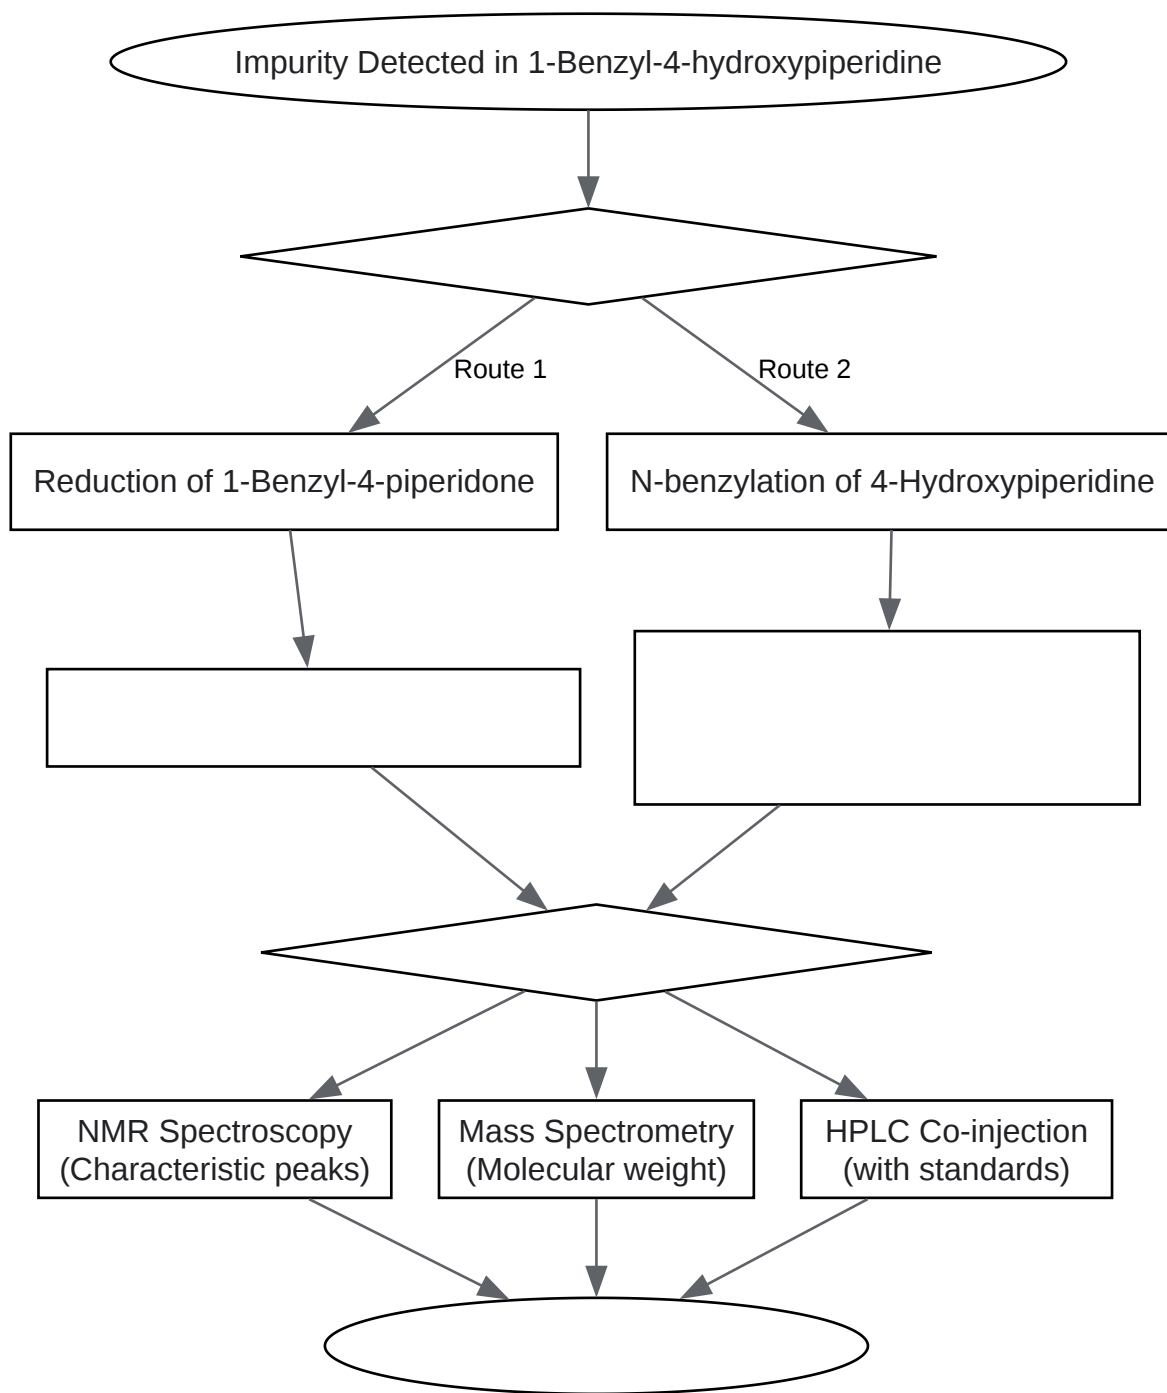 Impurity Detected in 1-Benzyl-4-hydroxypiperidine
Route 1
Route 2
Reduction of 1-Benzyl-4-piperidone
N-benzylation of 4-Hydroxypiperidine
NMR Spectroscopy
(Characteristic peaks)
Mass Spectrometry
(Molecular weight)
HPLC Co-injection
(with standards)